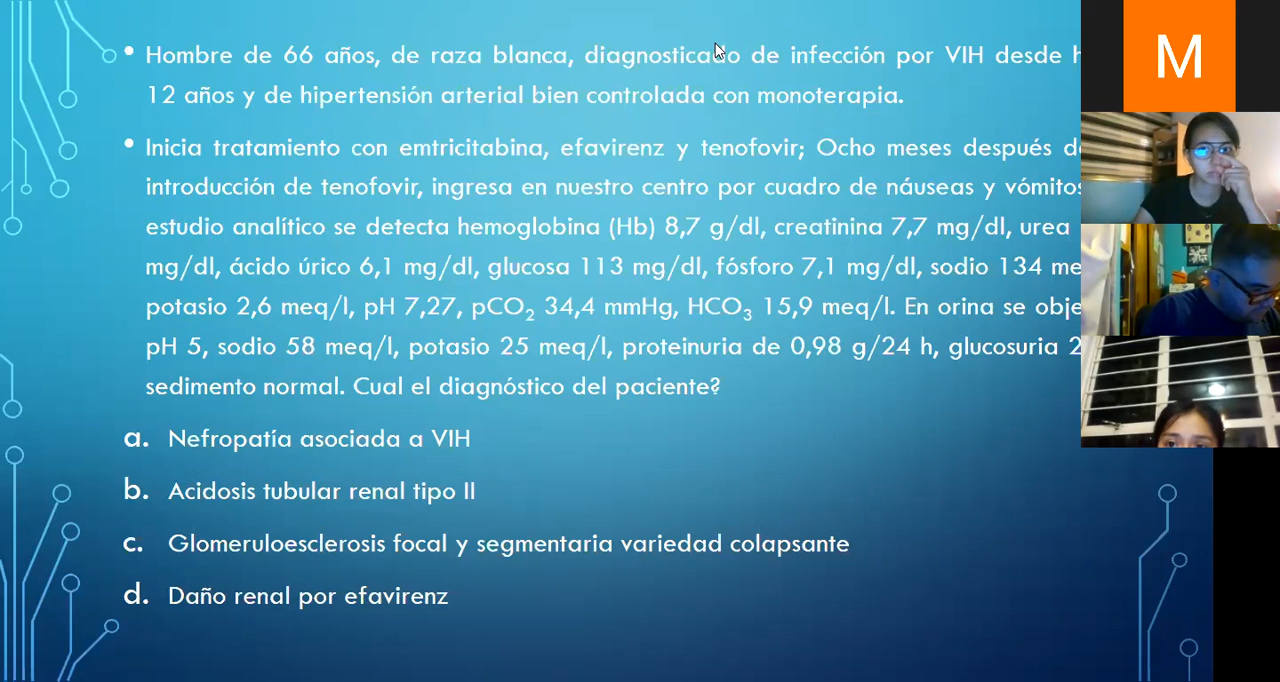 • Hombre de 66 años, de raza blanca, diagnosticado de infección por VIH desde
12 años y de hipertensión arterial bien controlada con monoterapia.
• Inicia tratamiento con emtricitabina, efavirenz y tenofovir; Ocho meses después
introducción de tenofovir, ingresa en nuestro centro por cuadro de náuseas y vómitos
estudio analítico se detecta hemoglobina (Hb) 8,7 g/dl, creatinina 7,7 mg/dl, urea
mg/dl, ácido úrico 6,1 mg/dl, glucosa 113 mg/dl, fósforo 7,1 mg/dl, sodio 134
potasio 2,6 meq/l, pH 7,27, pCO₂ 34,4 mmHg, HCO₃ 15,9 meq/l. En orina se
pH 5, sodio 58 meq/l, potasio 25 meq/l, proteinuria de 0,98 g/24 h, glucosuria
sedimento normal. Cual el diagnóstico del paciente?
a. Nefropatía asociada a VIH
b. Acidosis tubular renal tipo II
c. Glomeruloesclerosis focal y segmentaria variedad colapsante
d. Daño renal por efavirenz
M